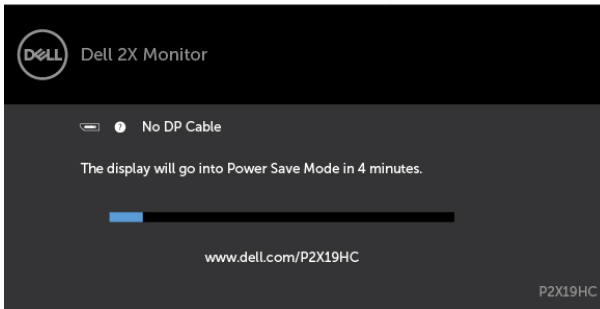 DELL
Dell 2X Monitor
? No DP Cable
The display will go into Power Save Mode in 4 minutes.
www.dell.com/P2X19HC
P2X19HC